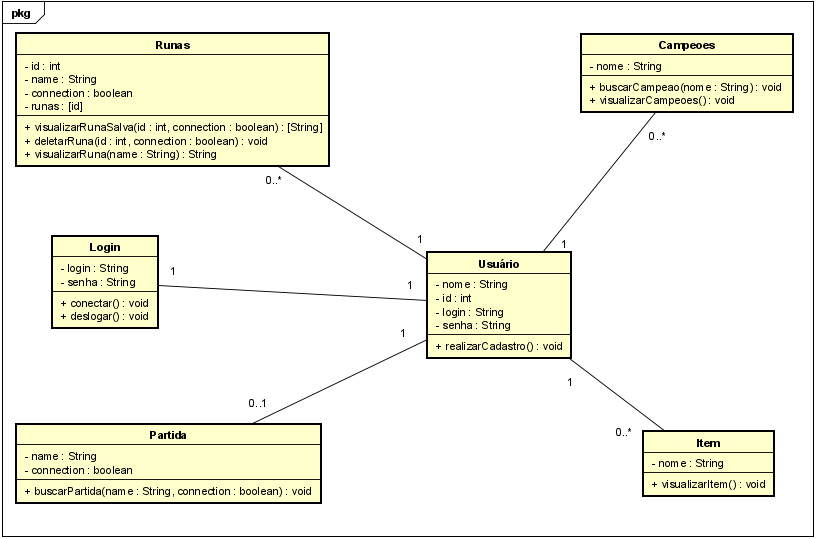 pkg
Runas
- id : int
- name : String
- connection : boolean
- runas : [id]
+ visualizarRunaSalva(id : int, connection : boolean) : [String]
+ deletarRuna(id : int, connection : boolean) : void
+ visualizarRuna(name : String) : String
Campeoes
- nome : String
+ buscarCampeao(nome : String) : void
+ visualizarCampeoes() : void
0..*
1
0..*
1
Login
- login : String
- senha : String
+ conectar() : void
+ deslogar() : void
1
1
Usuário
- nome : String
- id : int
- login : String
- senha : String
+ realizarCadastro() : void
1
0..1
1
0..*
Partida
- name : String
- connection : boolean
+ buscarPartida(name : String, connection : boolean) : void
Item
- nome : String
+ visualizarItem() : void